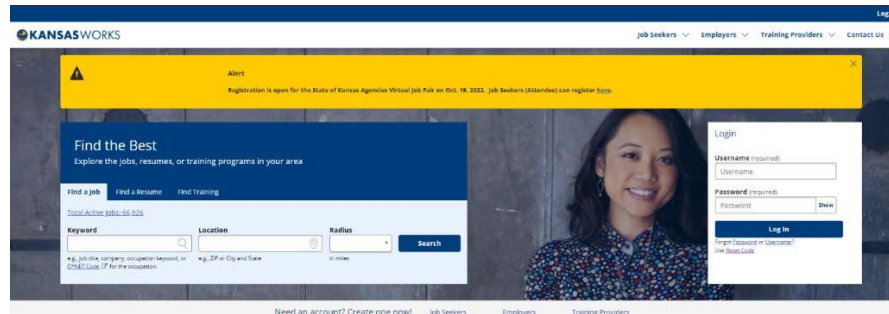 Log
KANSASWORKS
Job Seekers Employers Training Providers Contact Us
Alert
Registration is open for the State of Kansas Agencies Virtual Job Fair on Oct. 19, 2022. Job Seekers (Attendee) can register here.
Find the Best
Explore the jobs, resumes, or training programs in your area
Find a Job Find a Resume Find Training
Total Active Jobs: 66,326
Keyword Location Radius
Search
e.g., job title, company, occupation keyword, or e.g., ZIP or City and State in miles
O*NET Code for the occupation.
Login
Username (required)
Username
Password (required)
Password Show
Log In
Forgot Password or Username?
Use Reset Code
Need an account? Create one now! Job Seekers Employers Training Providers